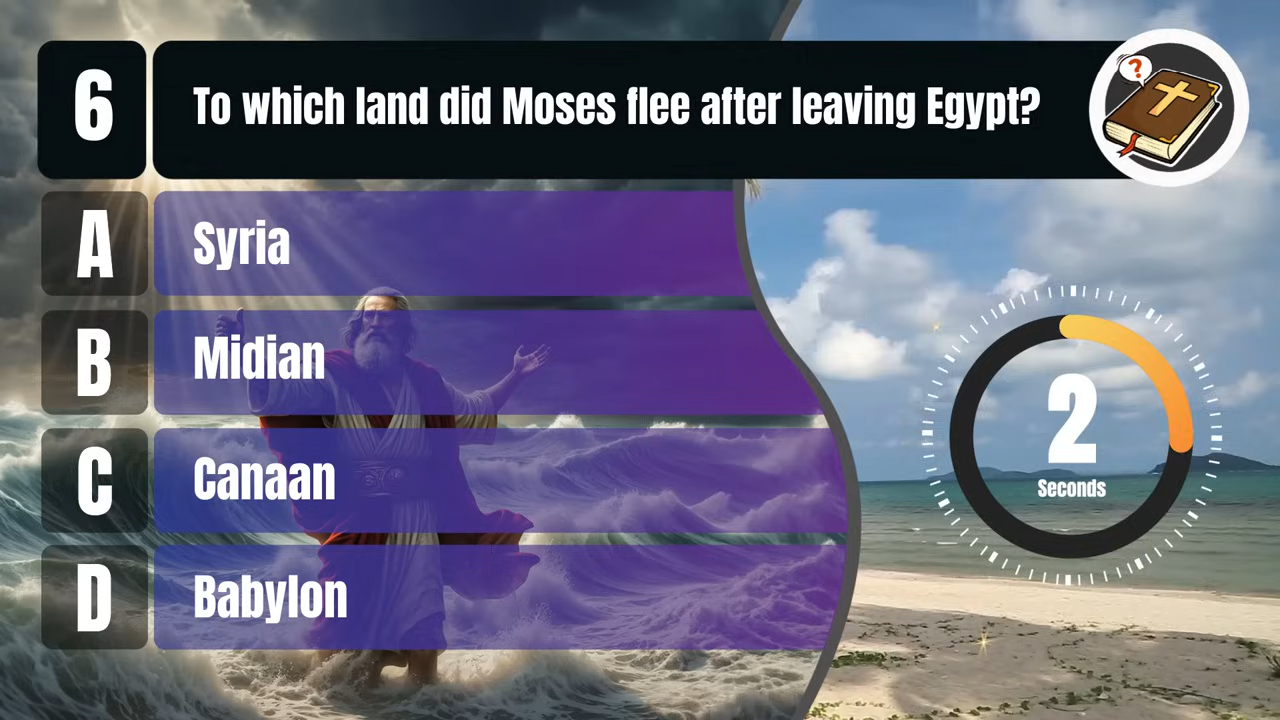 6
To which land did Moses flee after leaving Egypt?
?
A
Syria
B
Midian
C
Canaan
D
Babylon
2
Seconds